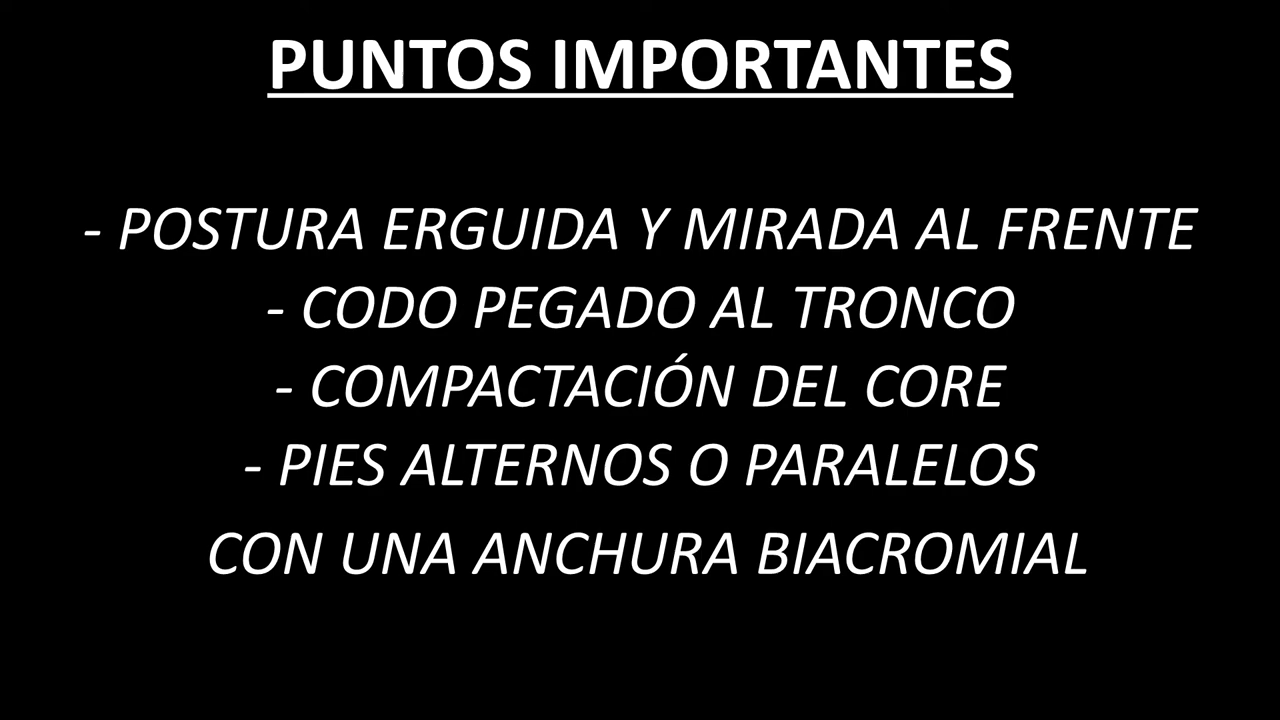 PUNTOS IMPORTANTES
- POSTURA ERGUIDA Y MIRADA AL FRENTE
- CODO PEGADO AL TRONCO
- COMPACTACIÓN DEL CORE
- PIES ALTERNOS O PARALELOS
CON UNA ANCHURA BIACROMIAL